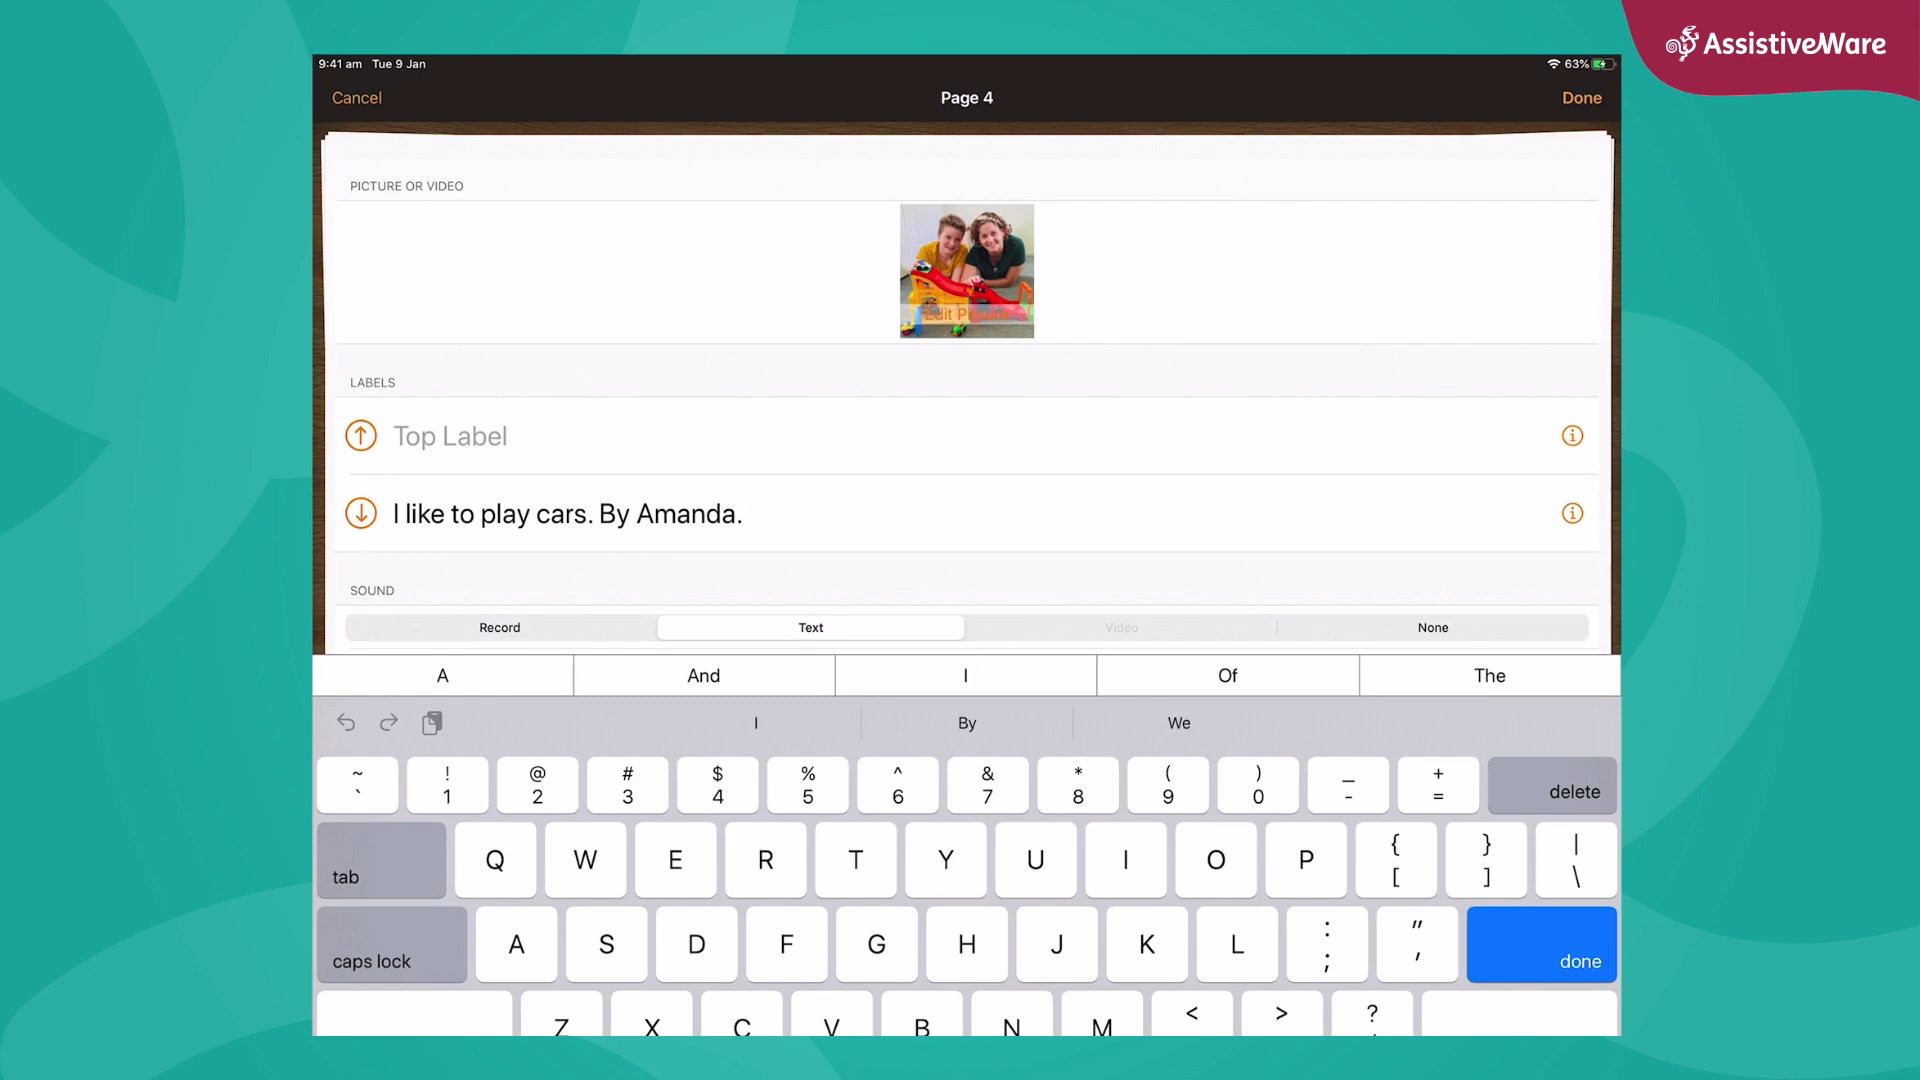 AssistiveWare
9:41 am Tue 9 Jan 63%
Cancel Page 4 Done
PICTURE OR VIDEO
Edit Picture
LABELS
Top Label
I like to play cars. By Amanda.
SOUND
Record Text Video None
A And I Of The
I By We
~ ! @ # $ % ^ & * ( ) _ +
` 1 2 3 4 5 6 7 8 9 0 - = delete
tab Q W E R T Y U I O P { [ } ] | \
caps lock A S D F G H J K L : ; " ' done
Z X C V B N M < > ?